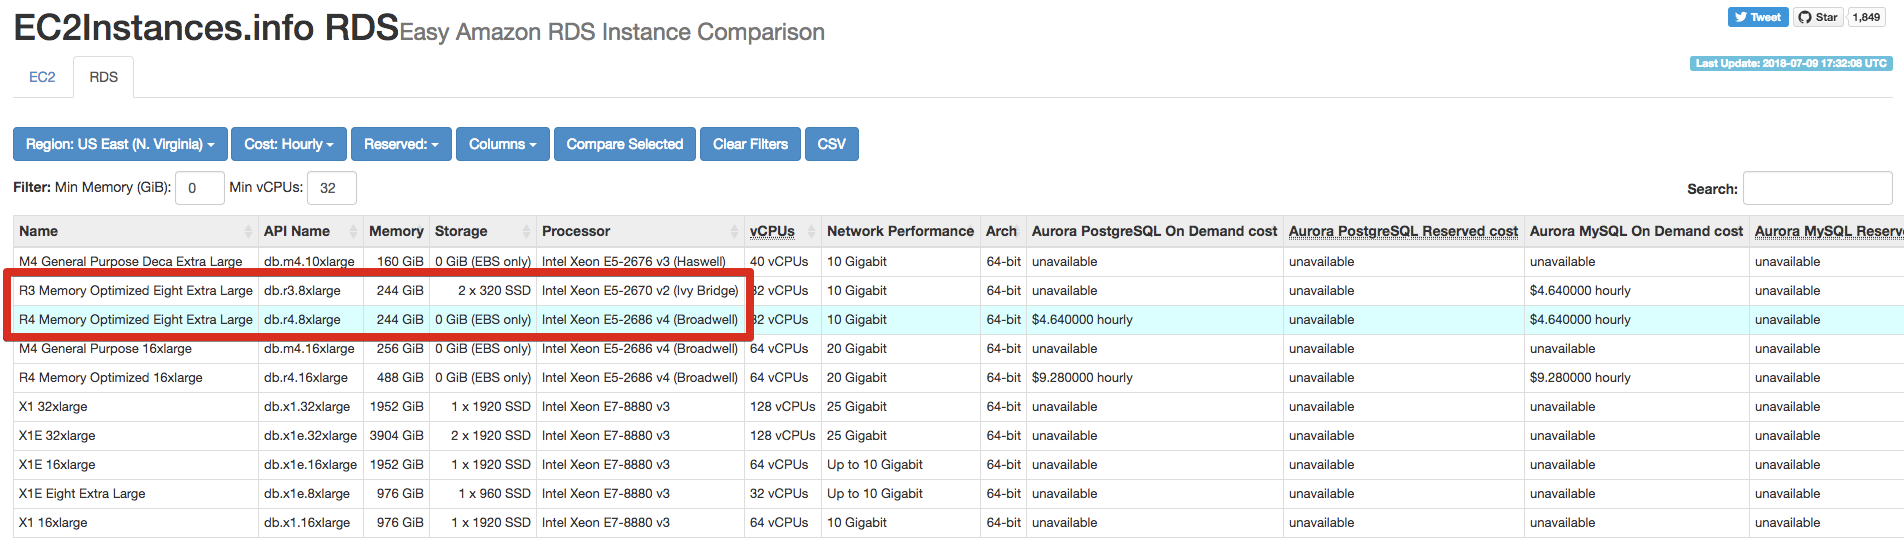 EC2Instances.info RDS Easy Amazon RDS Instance Comparison
Tweet Star 1,849
EC2 RDS
Last Update: 2018-07-09 17:32:08 UTC
Region: US East (N. Virginia) Cost: Hourly Reserved: Columns Compare Selected Clear Filters CSV
Filter: Min Memory (GiB): 0 Min vCPUs: 32 Search:
Name API Name Memory Storage Processor vCPUs Network Performance Arch Aurora PostgreSQL On Demand cost Aurora PostgreSQL Reserved cost Aurora MySQL On Demand cost Aurora MySQL Reserve
M4 General Purpose Deca Extra Large db.m4.10xlarge 160 GiB 0 GiB (EBS only) Intel Xeon E5-2676 v3 (Haswell) 40 vCPUs 10 Gigabit 64-bit unavailable unavailable unavailable unavailable
R3 Memory Optimized Eight Extra Large db.r3.8xlarge 244 GiB 2 x 320 SSD Intel Xeon E5-2670 v2 (Ivy Bridge) 32 vCPUs 10 Gigabit 64-bit unavailable unavailable $4.640000 hourly unavailable
R4 Memory Optimized Eight Extra Large db.r4.8xlarge 244 GiB 0 GiB (EBS only) Intel Xeon E5-2686 v4 (Broadwell) 32 vCPUs 10 Gigabit 64-bit $4.640000 hourly unavailable $4.640000 hourly unavailable
M4 General Purpose 16xlarge db.m4.16xlarge 256 GiB 0 GiB (EBS only) Intel Xeon E5-2686 v4 (Broadwell) 64 vCPUs 20 Gigabit 64-bit unavailable unavailable unavailable unavailable
R4 Memory Optimized 16xlarge db.r4.16xlarge 488 GiB 0 GiB (EBS only) Intel Xeon E5-2686 v4 (Broadwell) 64 vCPUs 20 Gigabit 64-bit $9.280000 hourly unavailable $9.280000 hourly unavailable
X1 32xlarge db.x1.32xlarge 1952 GiB 1 x 1920 SSD Intel Xeon E7-8880 v3 128 vCPUs 25 Gigabit 64-bit unavailable unavailable unavailable unavailable
X1E 32xlarge db.x1e.32xlarge 3904 GiB 2 x 1920 SSD Intel Xeon E7-8880 v3 128 vCPUs 25 Gigabit 64-bit unavailable unavailable unavailable unavailable
X1E 16xlarge db.x1e.16xlarge 1952 GiB 1 x 1920 SSD Intel Xeon E7-8880 v3 64 vCPUs Up to 10 Gigabit 64-bit unavailable unavailable unavailable unavailable
X1E Eight Extra Large db.x1e.8xlarge 976 GiB 1 x 960 SSD Intel Xeon E7-8880 v3 32 vCPUs Up to 10 Gigabit 64-bit unavailable unavailable unavailable unavailable
X1 16xlarge db.x1.16xlarge 976 GiB 1 x 1920 SSD Intel Xeon E7-8880 v3 64 vCPUs 10 Gigabit 64-bit unavailable unavailable unavailable unavailable